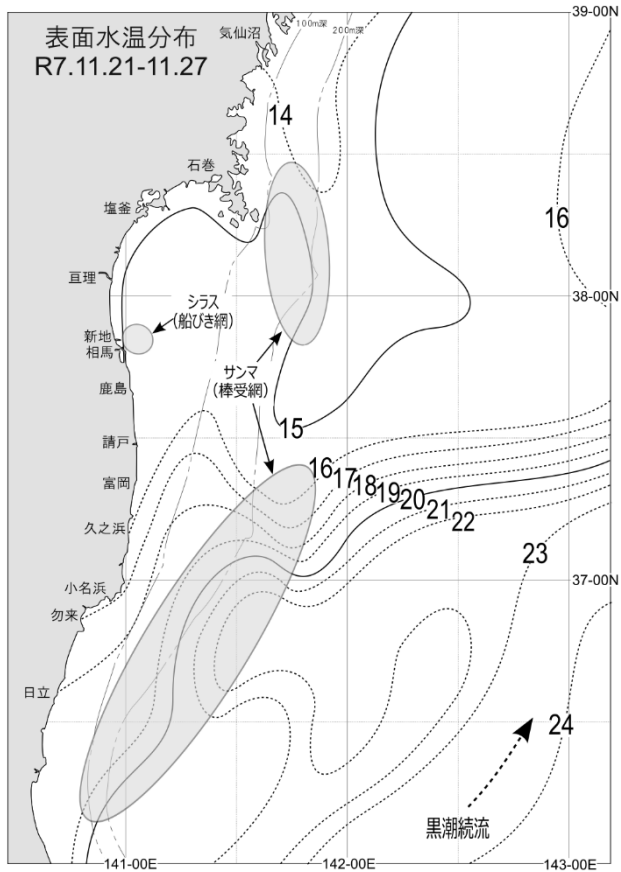 表面水温分布
R7.11.21-11.27
気仙沼
100m深
200m深
39-00N
14
石巻
塩釜
16
亘理
38-00N
シラス
(船びき網)
新地
相馬
サンマ
(棒受網)
鹿島
15
請戸
16
17
18
19
20
21
22
富岡
久之浜
23
小名浜
37-00N
勿来
日立
24
黒潮続流
141-00E
142-00E
143-00E